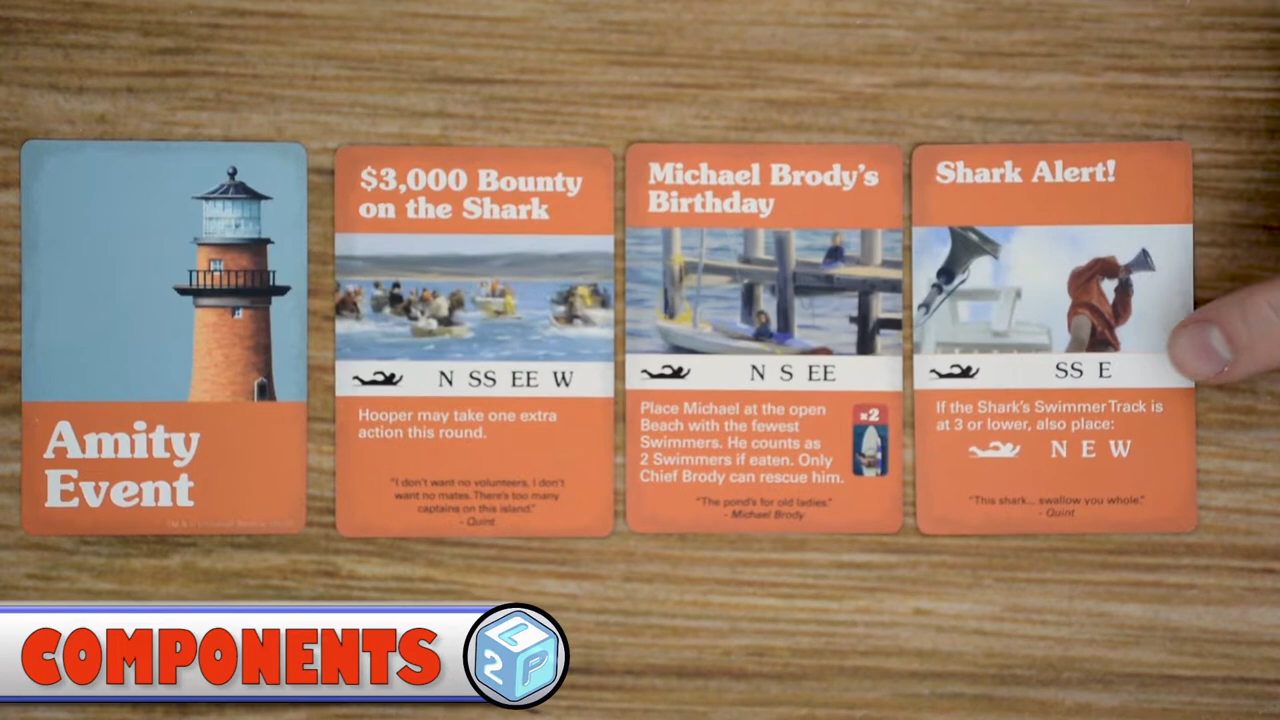 Amity
Event
$3,000 Bounty
on the Shark
N SS EE W
Hooper may take one extra
action this round.
"I don't want no volunteers, I don't
want no mates. There's too many
captains on this island."
- Quint
Michael Brody's
Birthday
N S EE
Place Michael at the open
Beach with the fewest
Swimmers. He counts as
2 Swimmers if eaten. Only
Chief Brody can rescue him.
×2
"The pond's for old ladies."
- Michael Brody
Shark Alert!
SS E
If the Shark's Swimmer Track is
at 3 or lower, also place:
N E W
"This shark... swallow you whole."
- Quint
COMPONENTS
L
2 P